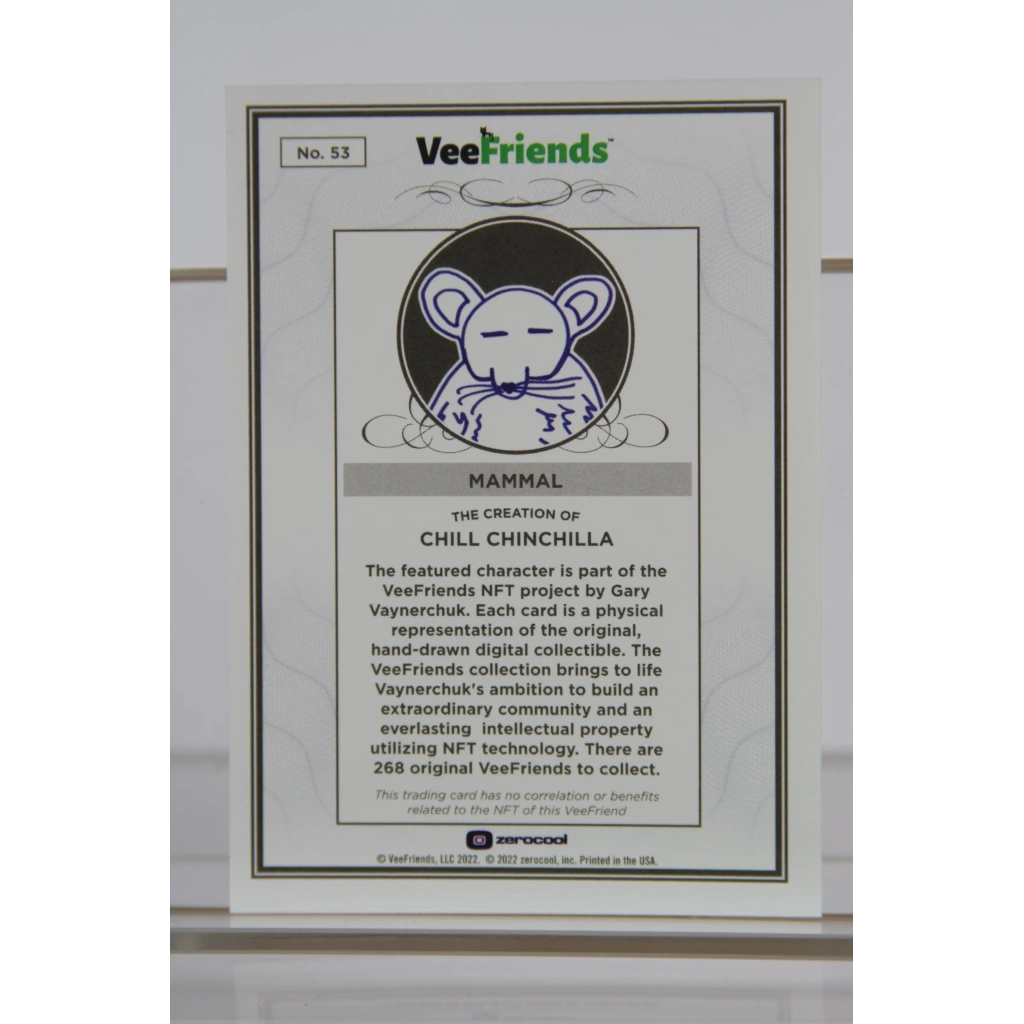 No. 53
VeeFriends™
MAMMAL
THE CREATION OF
CHILL CHINCHILLA
The featured character is part of the
VeeFriends NFT project by Gary
Vaynerchuk. Each card is a physical
representation of the original,
hand-drawn digital collectible. The
VeeFriends collection brings to life
Vaynerchuk's ambition to build an
extraordinary community and an
everlasting intellectual property
utilizing NFT technology. There are
268 original VeeFriends to collect.
This trading card has no correlation or benefits
related to the NFT of this VeeFriend
zerocool
© VeeFriends, LLC 2022. © 2022 zerocool, inc. Printed in the USA.